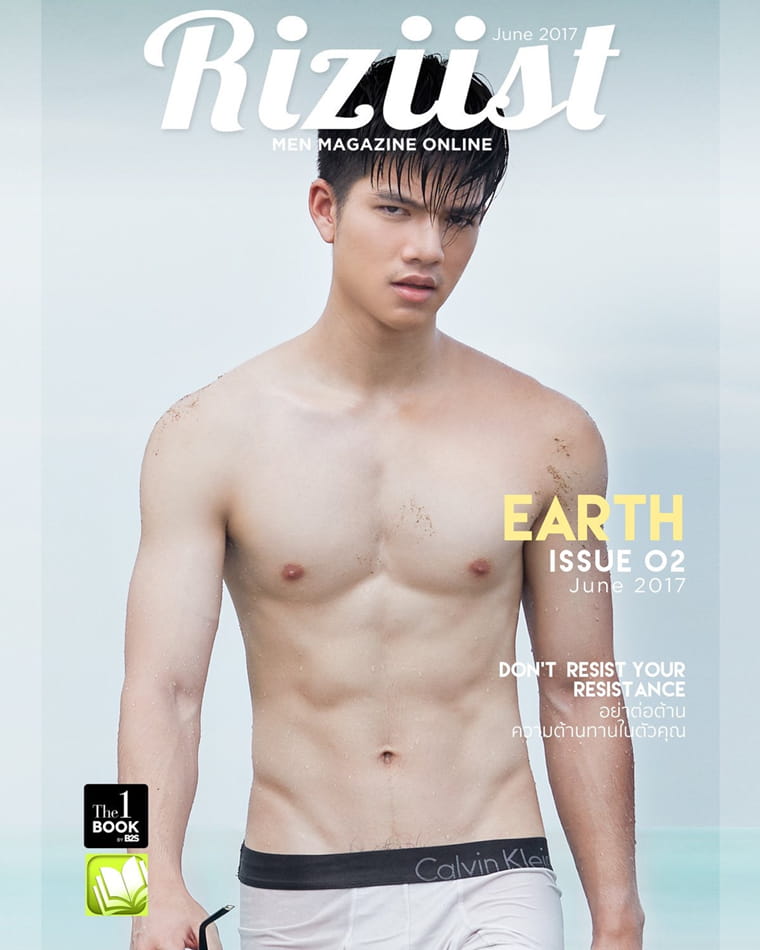 June 2017
Riziist
MEN MAGAZINE ONLINE
EARTH
ISSUE 02
June 2017
DON'T RESIST YOUR
RESISTANCE
อย่าต่อต้าน
ความต้านทานในตัวคุณ
The 1
BOOK
BY B2S
Calvin Klein